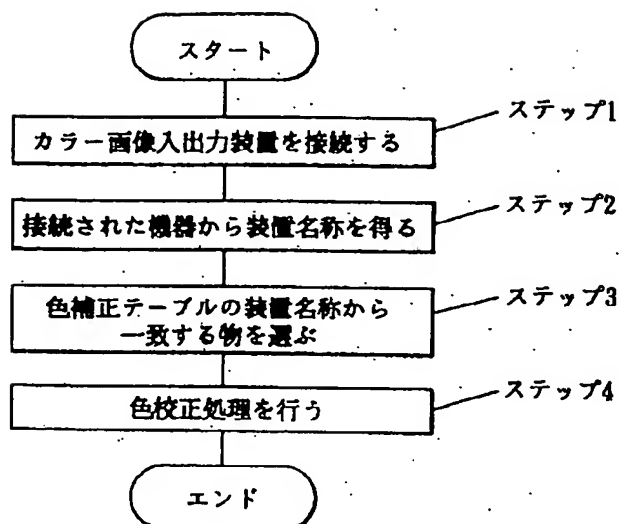 スタート
ステップ1
カラー画像入出力装置を接続する
ステップ2
接続された機器から装置名称を得る
ステップ3
色補正テーブルの装置名称から
一致する物を選ぶ
ステップ4
色校正処理を行う
エンド